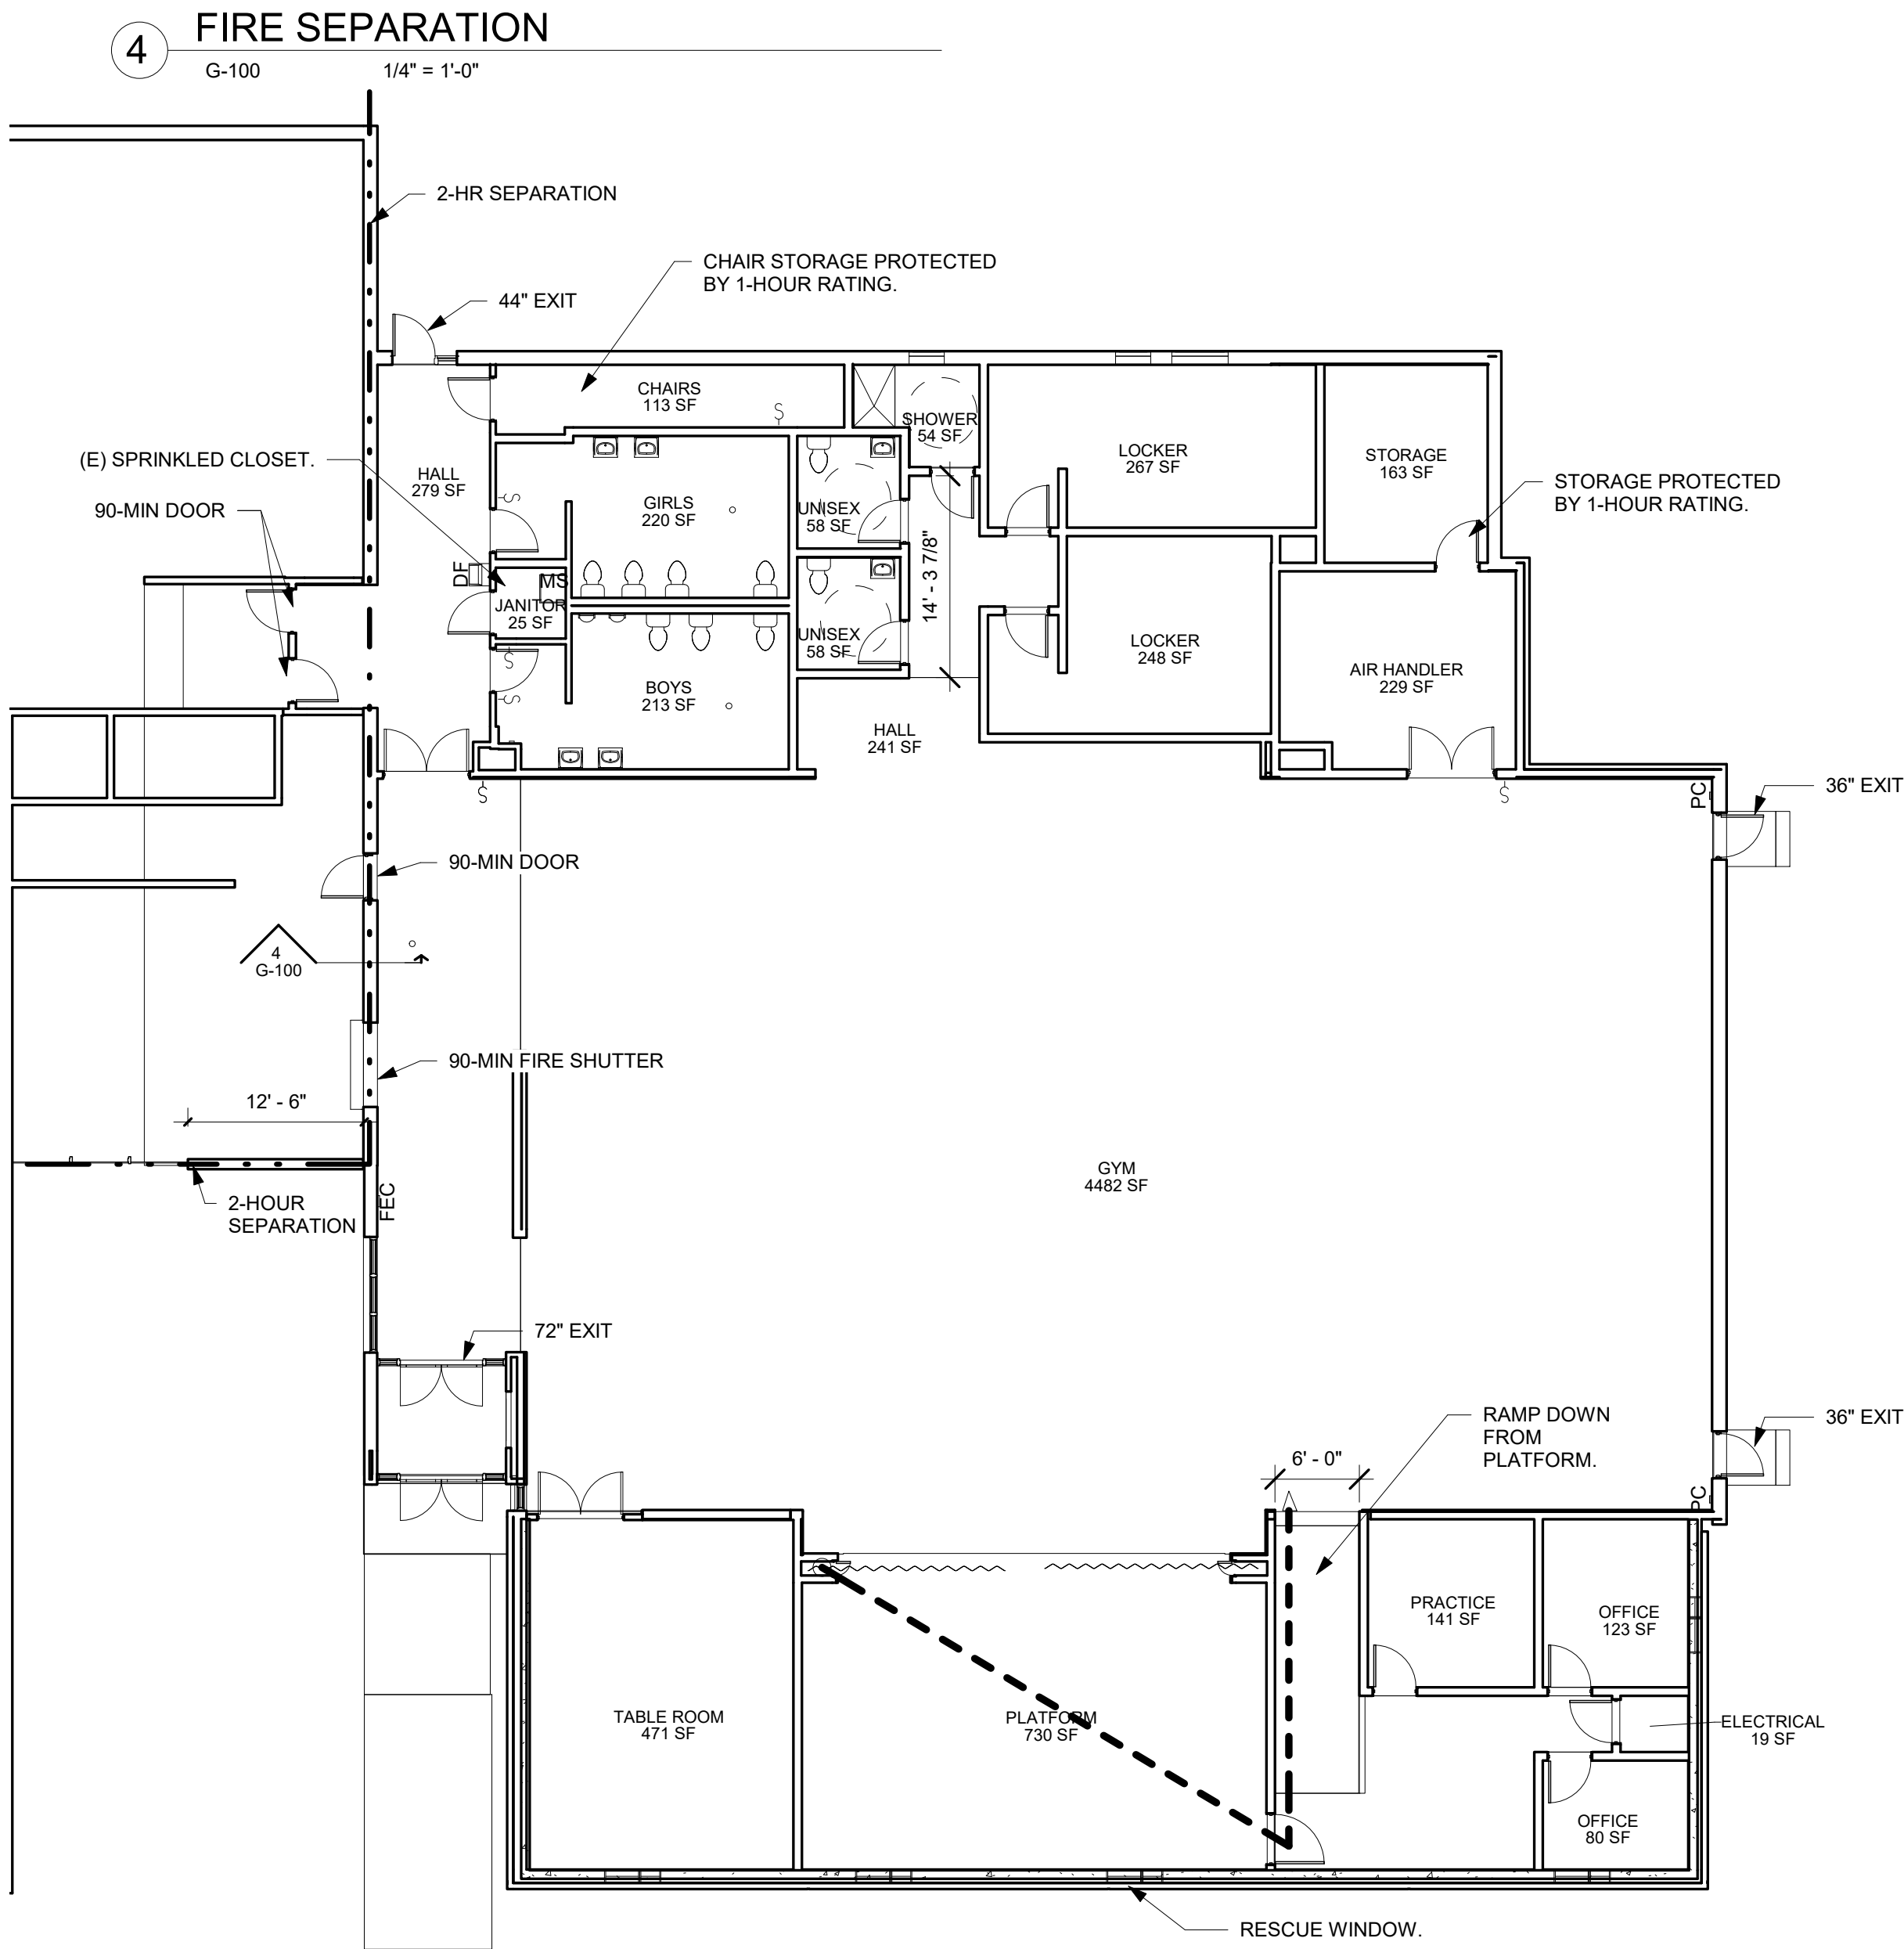 4
FIRE SEPARATION
G-100
1/4" = 1'-0"
2-HR SEPARATION
CHAIR STORAGE PROTECTED
BY 1-HOUR RATING.
44" EXIT
CHAIRS
113 SF
SHOWER
54 SF
LOCKER
267 SF
STORAGE
163 SF
(E) SPRINKLED CLOSET.
HALL
279 SF
STORAGE PROTECTED
BY 1-HOUR RATING.
90-MIN DOOR
GIRLS
220 SF
UNISEX
58 SF
DF
MS
JANITOR
25 SF
14' - 3 7/8"
UNISEX
58 SF
LOCKER
248 SF
AIR HANDLER
229 SF
BOYS
213 SF
HALL
241 SF
PC
36" EXIT
90-MIN DOOR
4
G-100
90-MIN FIRE SHUTTER
12' - 6"
GYM
4482 SF
2-HOUR
SEPARATION
FEC
72" EXIT
RAMP DOWN
FROM
PLATFORM.
36" EXIT
6' - 0"
PC
PRACTICE
141 SF
OFFICE
123 SF
TABLE ROOM
471 SF
PLATFORM
730 SF
ELECTRICAL
19 SF
OFFICE
80 SF
RESCUE WINDOW.